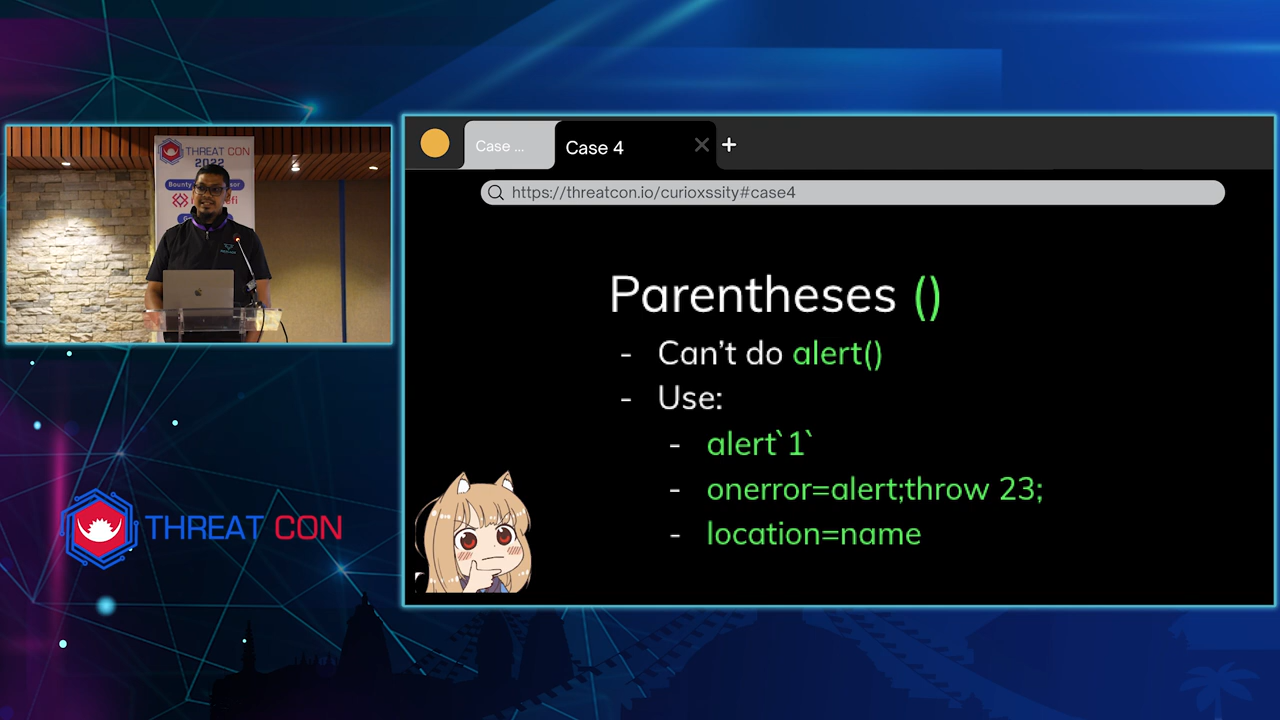 THREAT CON
2022
Bounty
Case ...
Case 4
https://threatcon.io/curioxssity#case4
Parentheses ()
- Can't do alert()
- Use:
- alert`1`
- onerror=alert;throw 23;
- location=name
THREAT CON